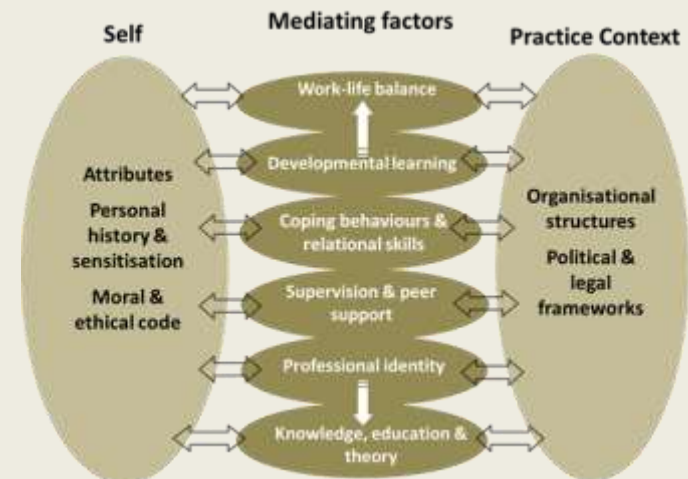 Self
Mediating factors
Practice Context
Work-life balance
Developmental learning
Coping behaviours &
relational skills
Supervision & peer
support
Professional identity
Knowledge, education &
theory
Attributes
Personal
history &
sensitisation
Moral &
ethical code
Organisational
structures
Political &
legal
frameworks